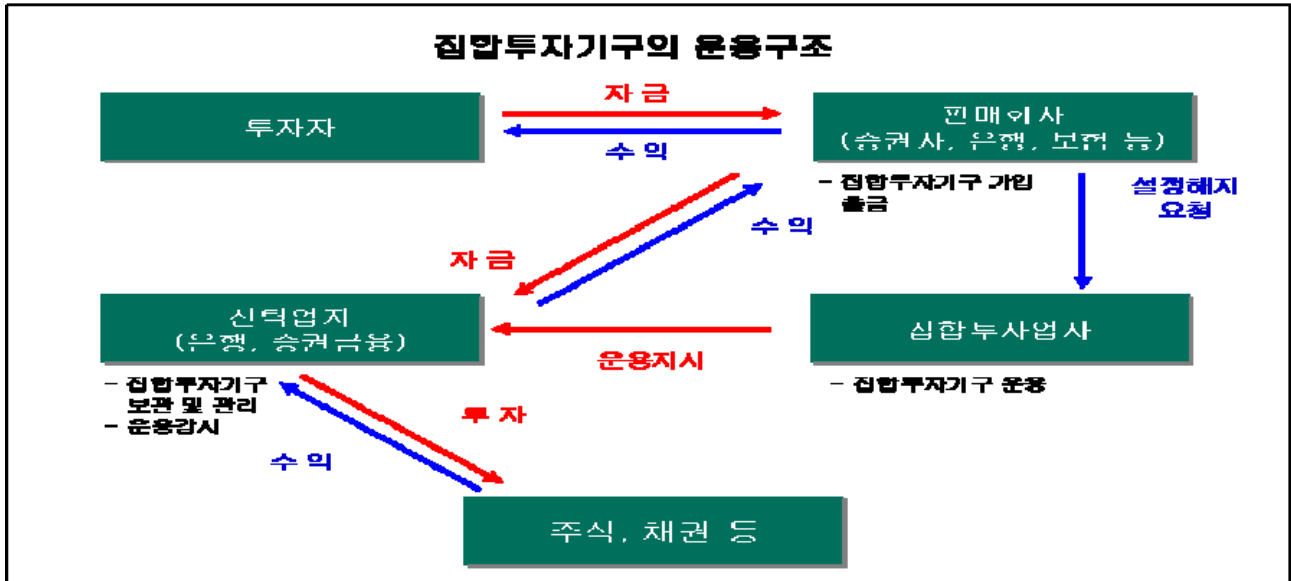 집합투자기구의 운용구조
투자자
자 금
수 익
판매회사
(증권사, 은행, 보험 등)
- 집합투자기구 가입
출금
설정해지
요청
자 금
수 익
신탁업자
(은행, 증권금융)
- 집합투자기구
보관 및 관리
- 운용감시
운용지시
집합투자업자
- 집합투자기구 운용
투 자
수 익
주식, 채권 등